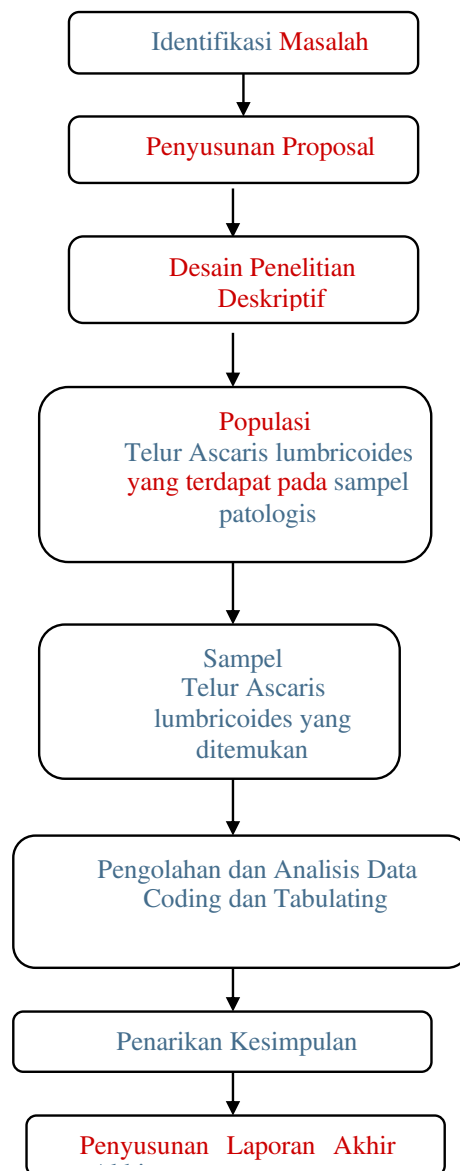 Identifikasi Masalah
Penyusunan Proposal
Desain Penelitian
Deskriptif
Populasi
Telur Ascaris lumbricoides
yang terdapat pada sampel
patologis
Sampel
Telur Ascaris
lumbricoides yang
ditemukan
Pengolahan dan Analisis Data
Coding dan Tabulating
Penarikan Kesimpulan
Penyusunan Laporan Akhir